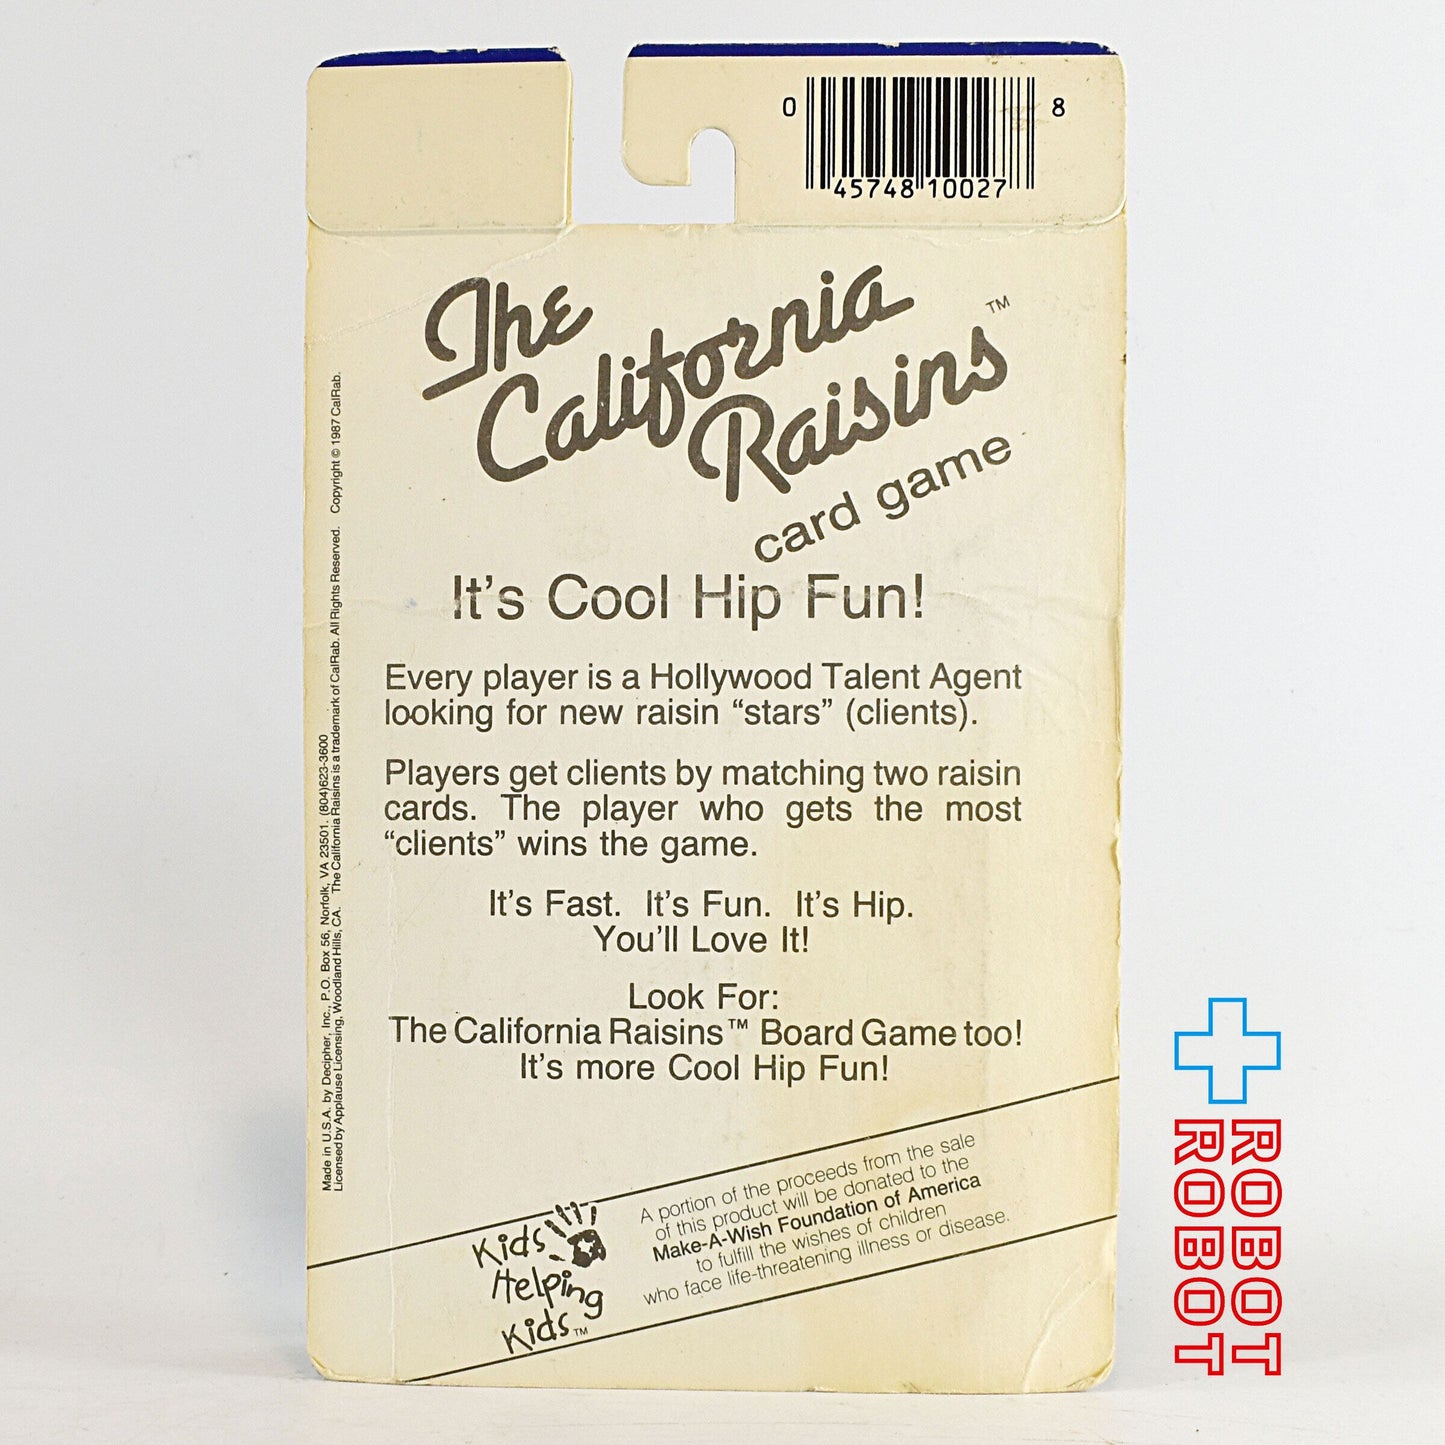 0 45748 10027 8
The
California
Raisins™
card game
It's Cool Hip Fun!
Every player is a Hollywood Talent Agent
looking for new raisin “stars” (clients).
Players get clients by matching two raisin
cards. The player who gets the most
“clients” wins the game.
It's Fast. It's Fun. It's Hip.
You'll Love It!
Look For:
The California Raisins™ Board Game too!
It's more Cool Hip Fun!
Made in U.S.A. by Decipher, Inc., P.O. Box 56, Norfolk, VA 23501. (804)623-3600
Licensed by Applause Licensing, Woodland Hills, CA. The California Raisins is a trademark of CalRab. All Rights Reserved. Copyright © 1987 CalRab.
Kids
Helping
Kids™
A portion of the proceeds from the sale
of this product will be donated to the
Make-A-Wish Foundation of America
to fulfill the wishes of children
who face life-threatening illness or disease.
ROBOT
ROBOT